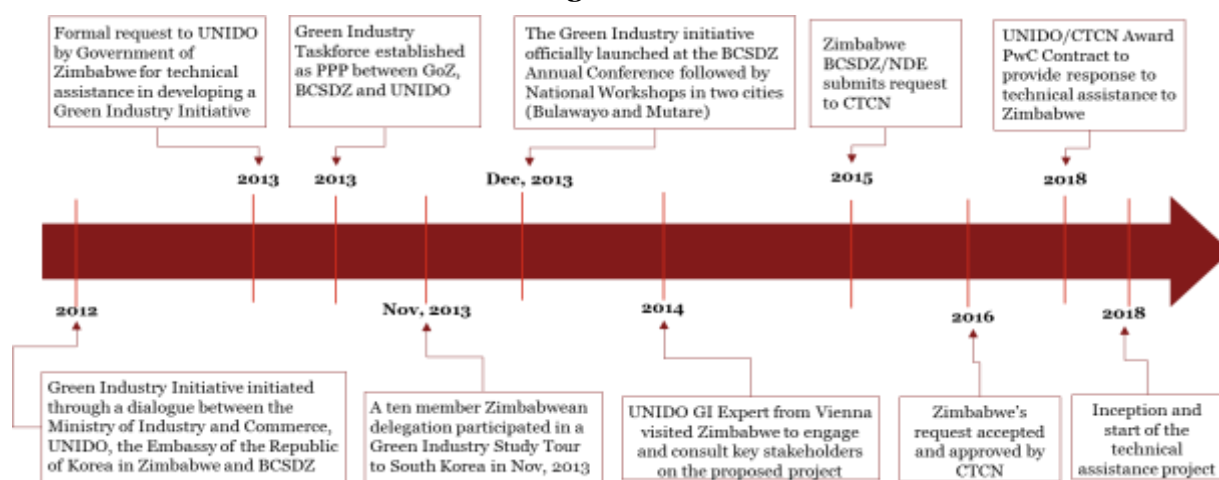 Formal request to UNIDO
by Government of
Zimbabwe for technical
assistance in developing a
Green Industry Initiative
Green Industry
Taskforce established
as PPP between GoZ,
BCSDZ and UNIDO
The Green Industry initiative
officially launched at the BCSDZ
Annual Conference followed by
National Workshops in two cities
(Bulawayo and Mutare)
Zimbabwe
BCSDZ/NDE
submits request
to CTCN
UNIDO/CTCN Award
PwC Contract to
provide response to
technical assistance to
Zimbabwe
2013
2013
Dec, 2013
2015
2018
2012
Nov, 2013
2014
2016
2018
Green Industry Initiative initiated
through a dialogue between the
Ministry of Industry and Commerce,
UNIDO, the Embassy of the Republic
of Korea in Zimbabwe and BCSDZ
A ten member Zimbabwean
delegation participated in a
Green Industry Study Tour
to South Korea in Nov, 2013
UNIDO GI Expert from Vienna
visited Zimbabwe to engage
and consult key stakeholders
on the proposed project
Zimbabwe's
request accepted
and approved by
CTCN
Inception and
start of the
technical
assistance project